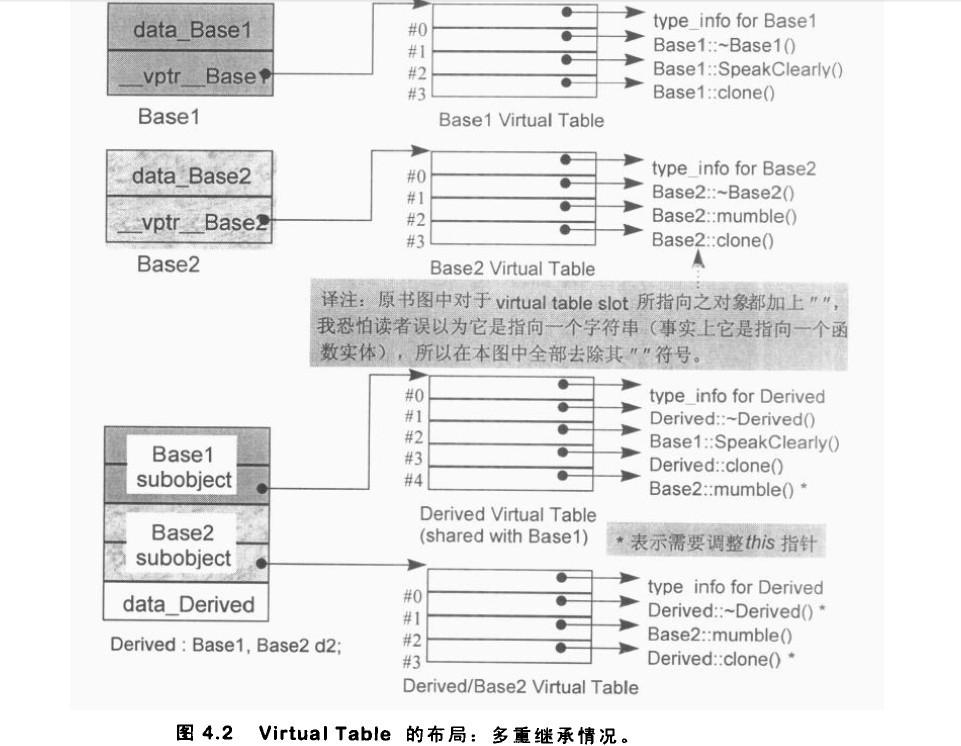 data_Base1
__vptr__Base1
Base1
#0
#1
#2
#3
type_info for Base1
Base1::~Base1()
Base1::SpeakClearly()
Base1::clone()
Base1 Virtual Table
data_Base2
__vptr__Base2
Base2
#0
#1
#2
#3
type_info for Base2
Base2::~Base2()
Base2::mumble()
Base2::clone()
Base2 Virtual Table
译注：原书图中对于 virtual table slot 所指向之对象都加上 " ",
我恐怕读者误以为它是指向一个字符串（事实上它是指向一个函
数实体），所以在本图中全部去除其 " " 符号。
Base1
subobject
Base2
subobject
data_Derived
Derived : Base1, Base2 d2;
#0
#1
#2
#3
#4
type_info for Derived
Derived::~Derived()
Base1::SpeakClearly()
Derived::clone()
Base2::mumble() *
Derived Virtual Table
(shared with Base1)
* 表示需要调整this 指针
#0
#1
#2
#3
type info for Derived
Derived::~Derived() *
Base2::mumble()
Derived::clone() *
Derived/Base2 Virtual Table
图 4.2 Virtual Table 的布局：多重继承情况。